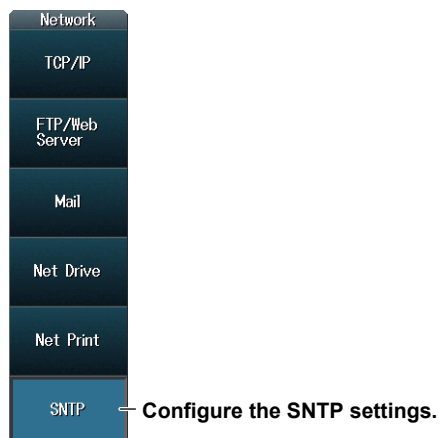 Network
TCP/IP
FTP/Web
Server
Mail
Net Drive
Net Print
SNTP
Configure the SNTP settings.